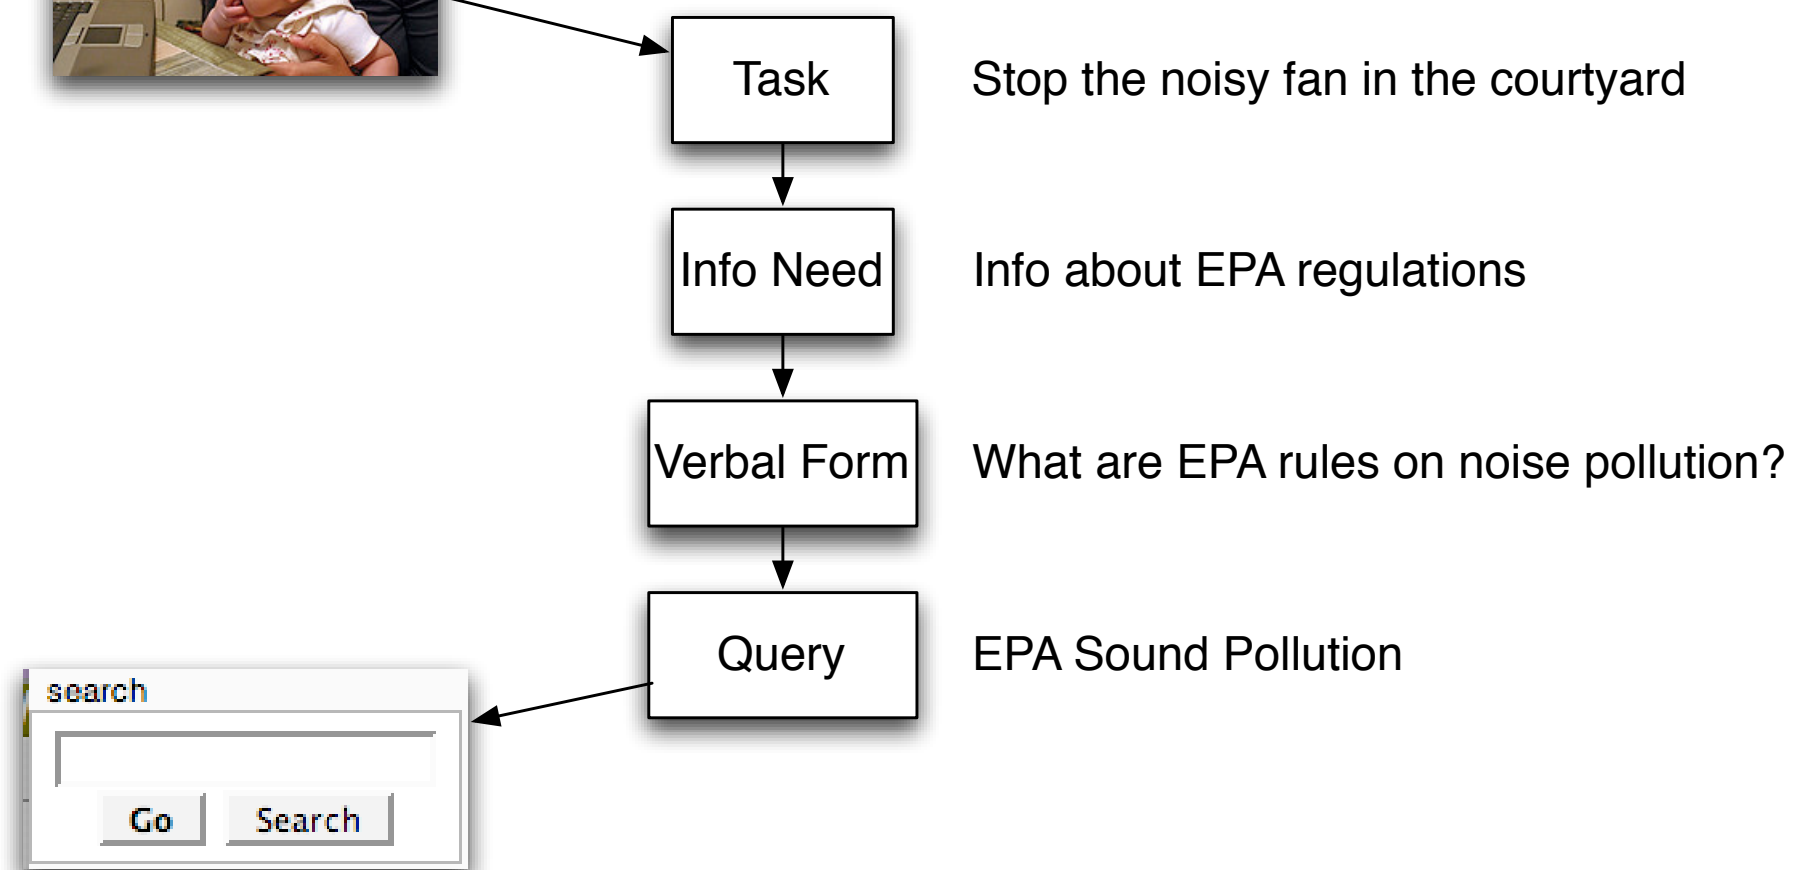 Task
Stop the noisy fan in the courtyard
Info Need
Info about EPA regulations
Verbal Form
What are EPA rules on noise pollution?
Query
EPA Sound Pollution
search
Go
Search